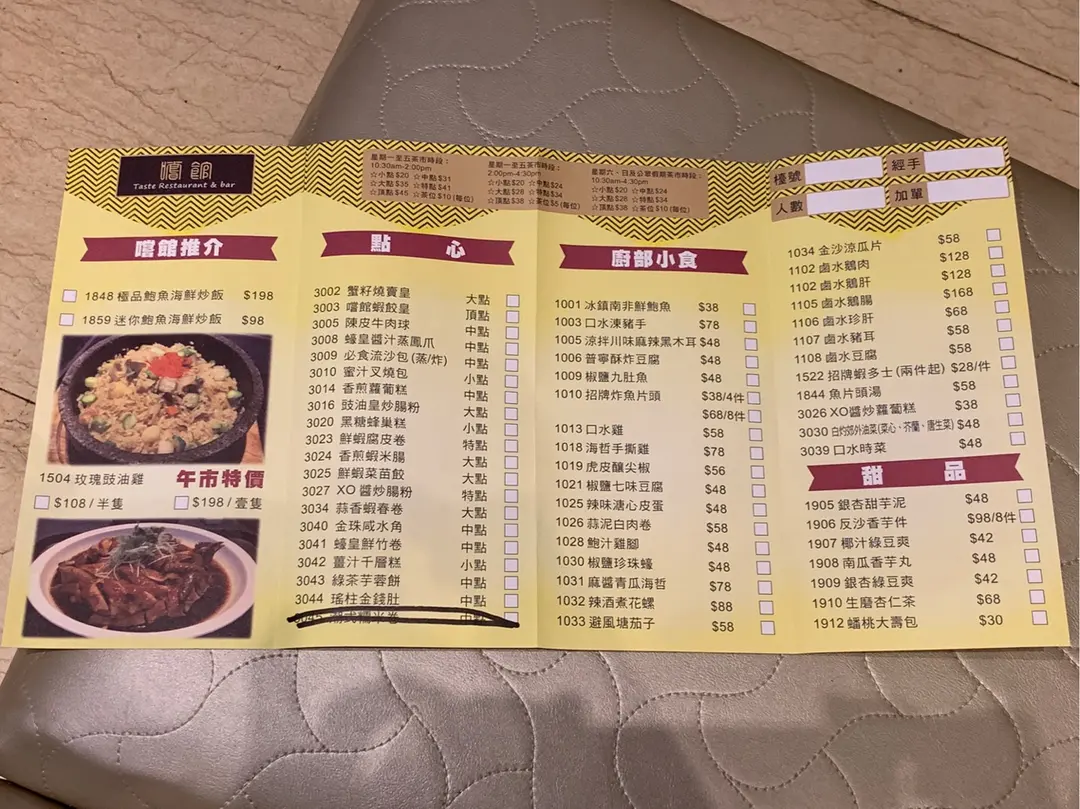 嚐館
Taste Restaurant & bar
嚐館推介
1848 極品鮑魚海鮮炒飯 $198
1859 迷你鮑魚海鮮炒飯 $98
1504 玫瑰豉油雞 午市特價
$108/半隻 $198/壹隻
星期一至五茶市時段：
10:30am-2:00pm
☆小點$20 ☆中點$31
☆大點$35 ☆特點$41
☆頂點$45 ☆茶位$10(每位)
星期一至五茶市時段：
2:00pm-4:30pm
☆小點$20 ☆中點$24
☆大點$28 ☆特點$34
☆頂點$38 ☆茶位$5(每位)
星期六、日及公眾假期茶市時段：
10:30am-4:30pm
☆小點$20 ☆中點$24
☆大點$28 ☆特點$34
☆頂點$38 ☆茶位$10(每位)
點 心
3002 蟹籽燒賣皇 大點
3003 嚐館蝦餃皇 頂點
3005 陳皮牛肉球 中點
3008 蠔皇醬汁蒸鳳爪 中點
3009 必食流沙包(蒸/炸) 中點
3010 蜜汁叉燒包 小點
3014 香煎蘿蔔糕 中點
3016 豉油皇炒腸粉 大點
3020 黑糖蜂巢糕 小點
3023 鮮蝦腐皮卷 特點
3024 香煎蝦米腸 大點
3025 鮮蝦菜苗餃 大點
3027 XO 醬炒腸粉 特點
3034 蒜香蝦春卷 大點
3040 金珠咸水角 中點
3041 蠔皇鮮竹卷 中點
3042 薑汁千層糕 小點
3043 綠茶芋蓉餅 中點
3044 瑤柱金錢肚 中點
廚部小食
1001 冰鎮南非鮮鮑魚 $38
1003 口水涷豬手 $78
1005 涼拌川味麻辣黑木耳 $48
1006 普寧酥炸豆腐 $48
1009 椒鹽九肚魚 $48
1010 招牌炸魚片頭 $38/4件
$68/8件
1013 口水雞 $58
1018 海哲手撕雞 $78
1019 虎皮釀尖椒 $56
1021 椒鹽七味豆腐 $48
1025 辣味溏心皮蛋 $48
1026 蒜泥白肉卷 $58
1028 鮑汁雞腳 $48
1030 椒鹽珍珠蠔 $48
1031 麻醬青瓜海哲 $78
1032 辣酒煮花螺 $88
1033 避風塘茄子 $58
檯號 經手
人數 加單
1034 金沙涼瓜片 $58
1102 鹵水鵝肉 $128
1102 鹵水鵝肝 $128
1105 鹵水鵝腸 $168
1106 鹵水珍肝 $68
1107 鹵水豬耳 $58
1108 鹵水豆腐 $58
1522 招牌蝦多士(兩件起) $28/件
1844 魚片頭湯 $58
3026 XO醬炒蘿蔔糕 $38
3030 白灼郊外油菜(菜心、芥蘭、唐生菜) $48
3039 口水時菜 $48
甜 品
1905 銀杏甜芋泥 $48
1906 反沙香芋件 $98/8件
1907 椰汁綠豆爽 $42
1908 南瓜香芋丸 $48
1909 銀杏綠豆爽 $42
1910 生磨杏仁茶 $68
1912 蟠桃大壽包 $30